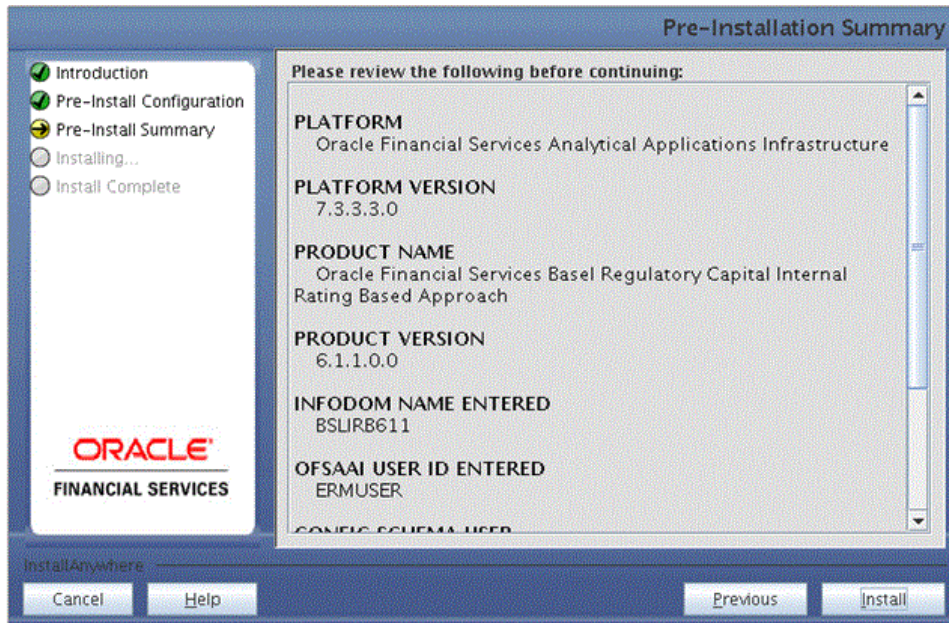 Pre-Installation Summary
Introduction
Pre-Install Configuration
Pre-Install Summary
Installing...
Install Complete
ORACLE
FINANCIAL SERVICES
Please review the following before continuing:
PLATFORM
Oracle Financial Services Analytical Applications Infrastructure
PLATFORM VERSION
7.3.3.3.0
PRODUCT NAME
Oracle Financial Services Basel Regulatory Capital Internal
Rating Based Approach
PRODUCT VERSION
6.1.1.0.0
INFODOM NAME ENTERED
BSLIRB611
OFSAAI USER ID ENTERED
ERMUSER
CONFIG SCHEMA USER
InstallAnywhere
Cancel
Help
Previous
Install